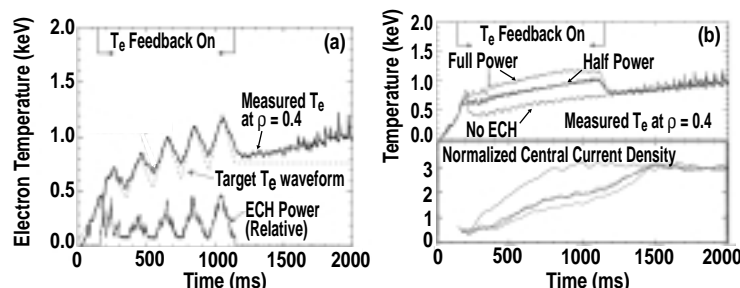 Electron Temperature (keV)
2.0
1.5
1.0
0.5
0.0
Te Feedback On
(a)
Measured Te
at ρ = 0.4
Target Te waveform
ECH Power
(Relative)
0
500
1000
1500
2000
Time (ms)
Temperature (keV)
2.0
1.5
1.0
0.5
0.0
Te Feedback On
(b)
Full Power
Half Power
No ECH
Measured Te at ρ = 0.4
Normalized Central Current Density
3
2
1
0
0
500
1000
1500
2000
Time (ms)